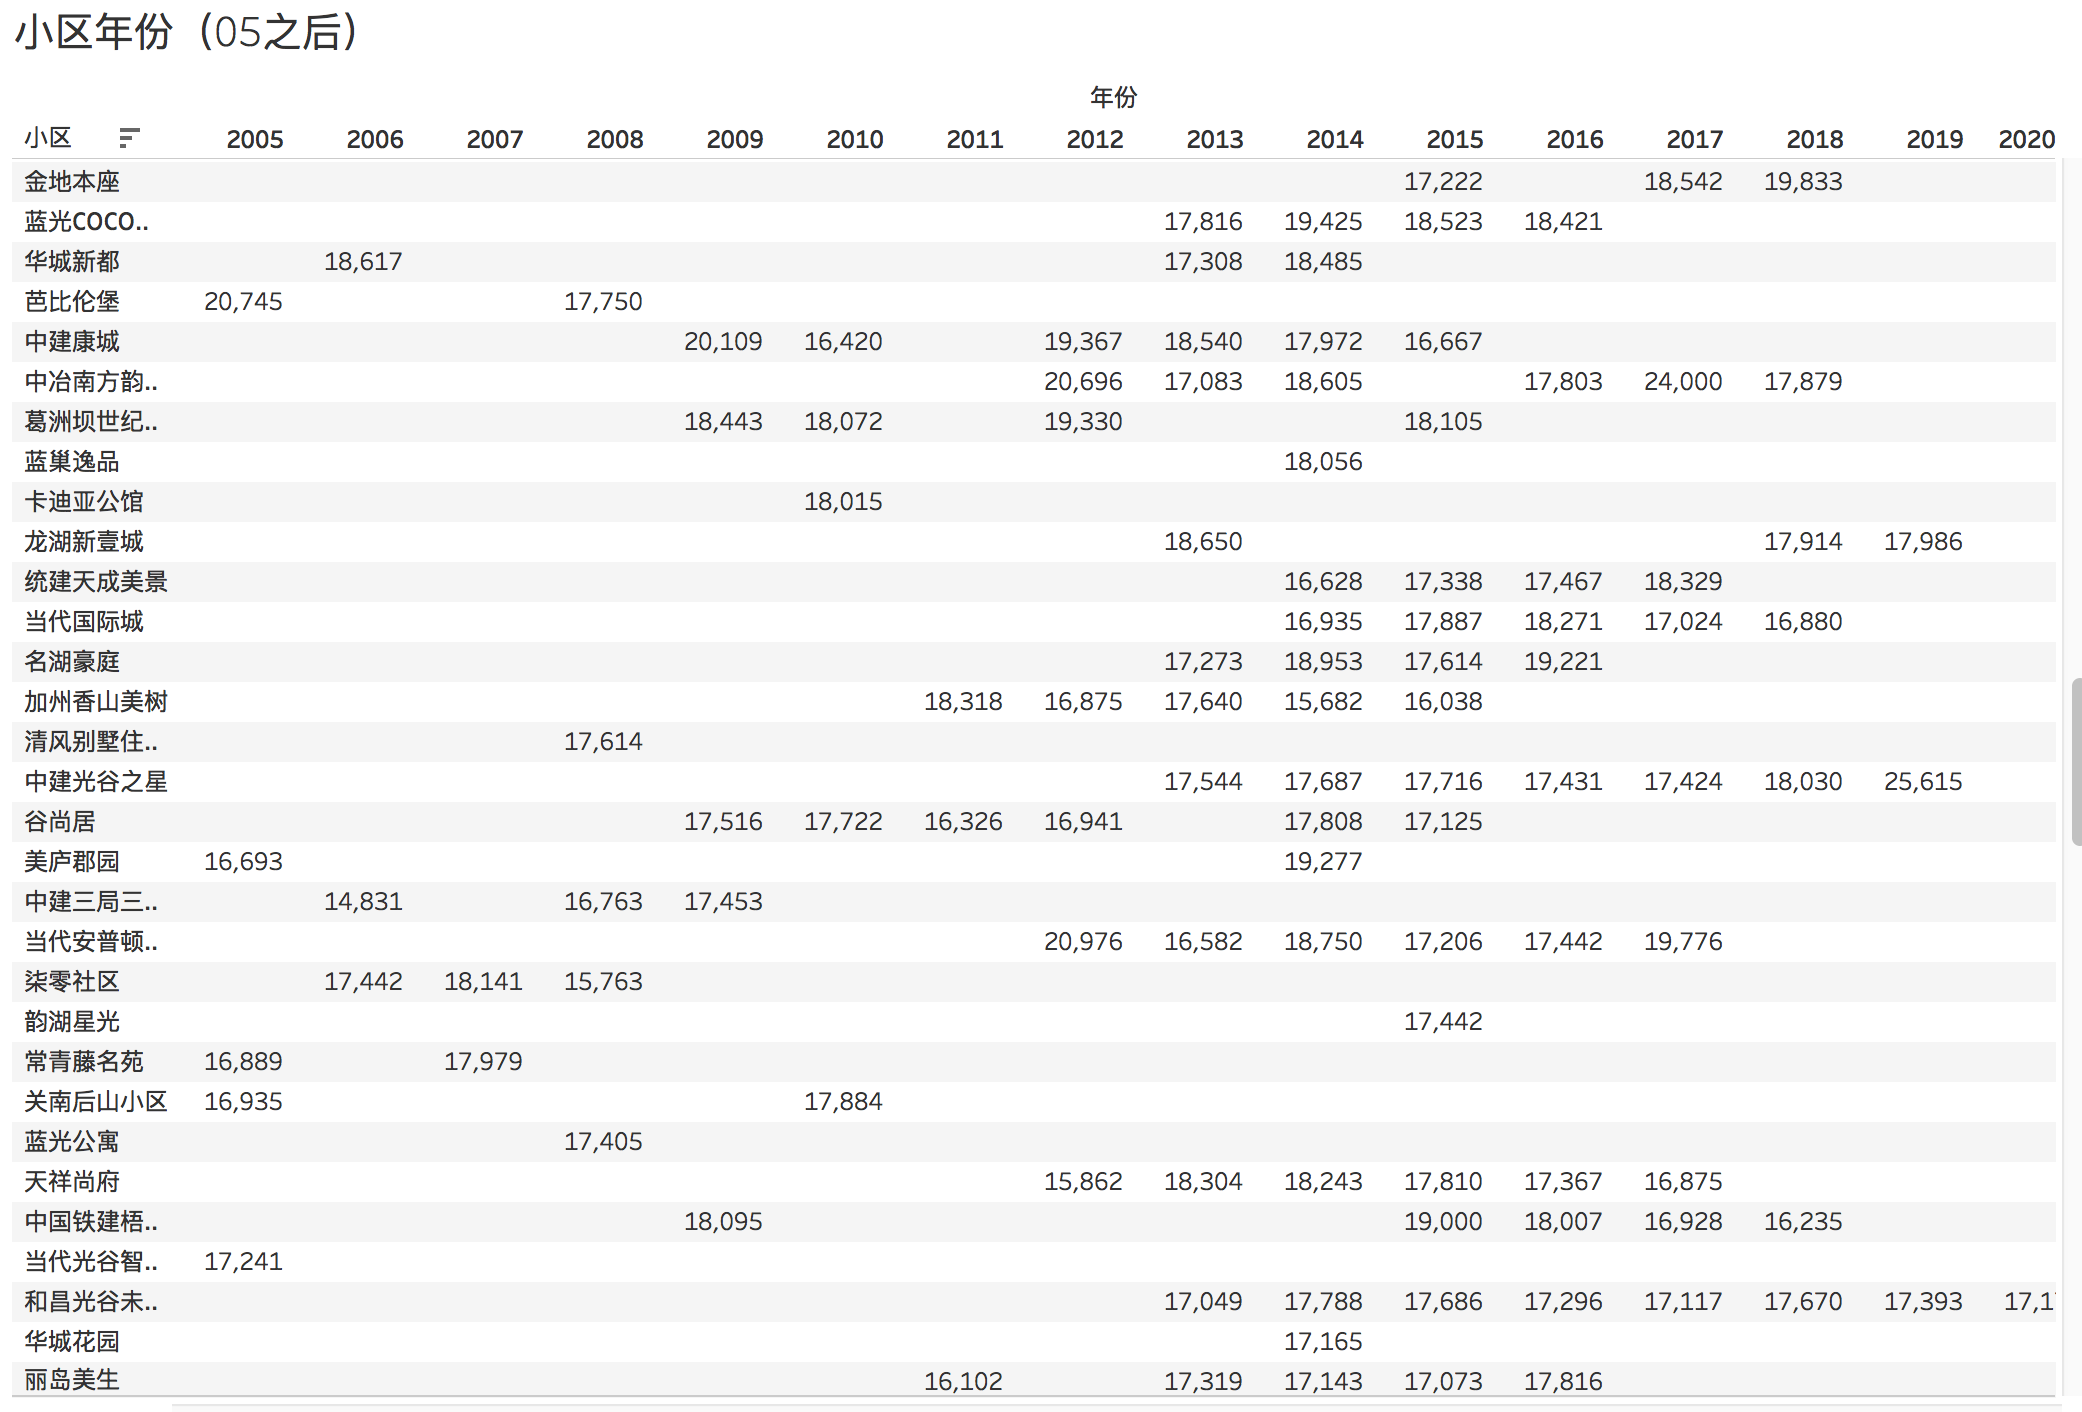 小区年份（05之后）
年份
小区 2005 2006 2007 2008 2009 2010 2011 2012 2013 2014 2015 2016 2017 2018 2019 2020
金地本座 17,222 18,542 19,833
蓝光COCO.. 17,816 19,425 18,523 18,421
华城新都 18,617 17,308 18,485
芭比伦堡 20,745 17,750
中建康城 20,109 16,420 19,367 18,540 17,972 16,667
中冶南方韵.. 20,696 17,083 18,605 17,803 24,000 17,879
葛洲坝世纪.. 18,443 18,072 19,330 18,105
蓝巢逸品 18,056
卡迪亚公馆 18,015
龙湖新壹城 18,650 17,914 17,986
统建天成美景 16,628 17,338 17,467 18,329
当代国际城 16,935 17,887 18,271 17,024 16,880
名湖豪庭 17,273 18,953 17,614 19,221
加州香山美树 18,318 16,875 17,640 15,682 16,038
清风别墅住.. 17,614
中建光谷之星 17,544 17,687 17,716 17,431 17,424 18,030 25,615
谷尚居 17,516 17,722 16,326 16,941 17,808 17,125
美庐郡园 16,693 19,277
中建三局三.. 14,831 16,763 17,453
当代安普顿.. 20,976 16,582 18,750 17,206 17,442 19,776
柒零社区 17,442 18,141 15,763
韵湖星光 17,442
常青藤名苑 16,889 17,979
关南后山小区 16,935 17,884
蓝光公寓 17,405
天祥尚府 15,862 18,304 18,243 17,810 17,367 16,875
中国铁建梧.. 18,095 19,000 18,007 16,928 16,235
当代光谷智.. 17,241
和昌光谷未.. 17,049 17,788 17,686 17,296 17,117 17,670 17,393
华城花园 17,165
丽岛美生 16,102 17,319 17,143 17,073 17,816